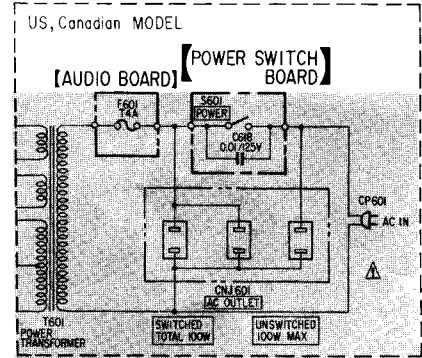 US, Canadian MODEL
【POWER SWITCH
BOARD】
【AUDIO BOARD】
F601
4A
S601
POWER
C618
0.01/125V
CP601
AC IN
CNJ601
AC OUTLET
T601
POWER
TRANSFORMER
SWITCHED
TOTAL 100W
UNSWITCHED
100W MAX